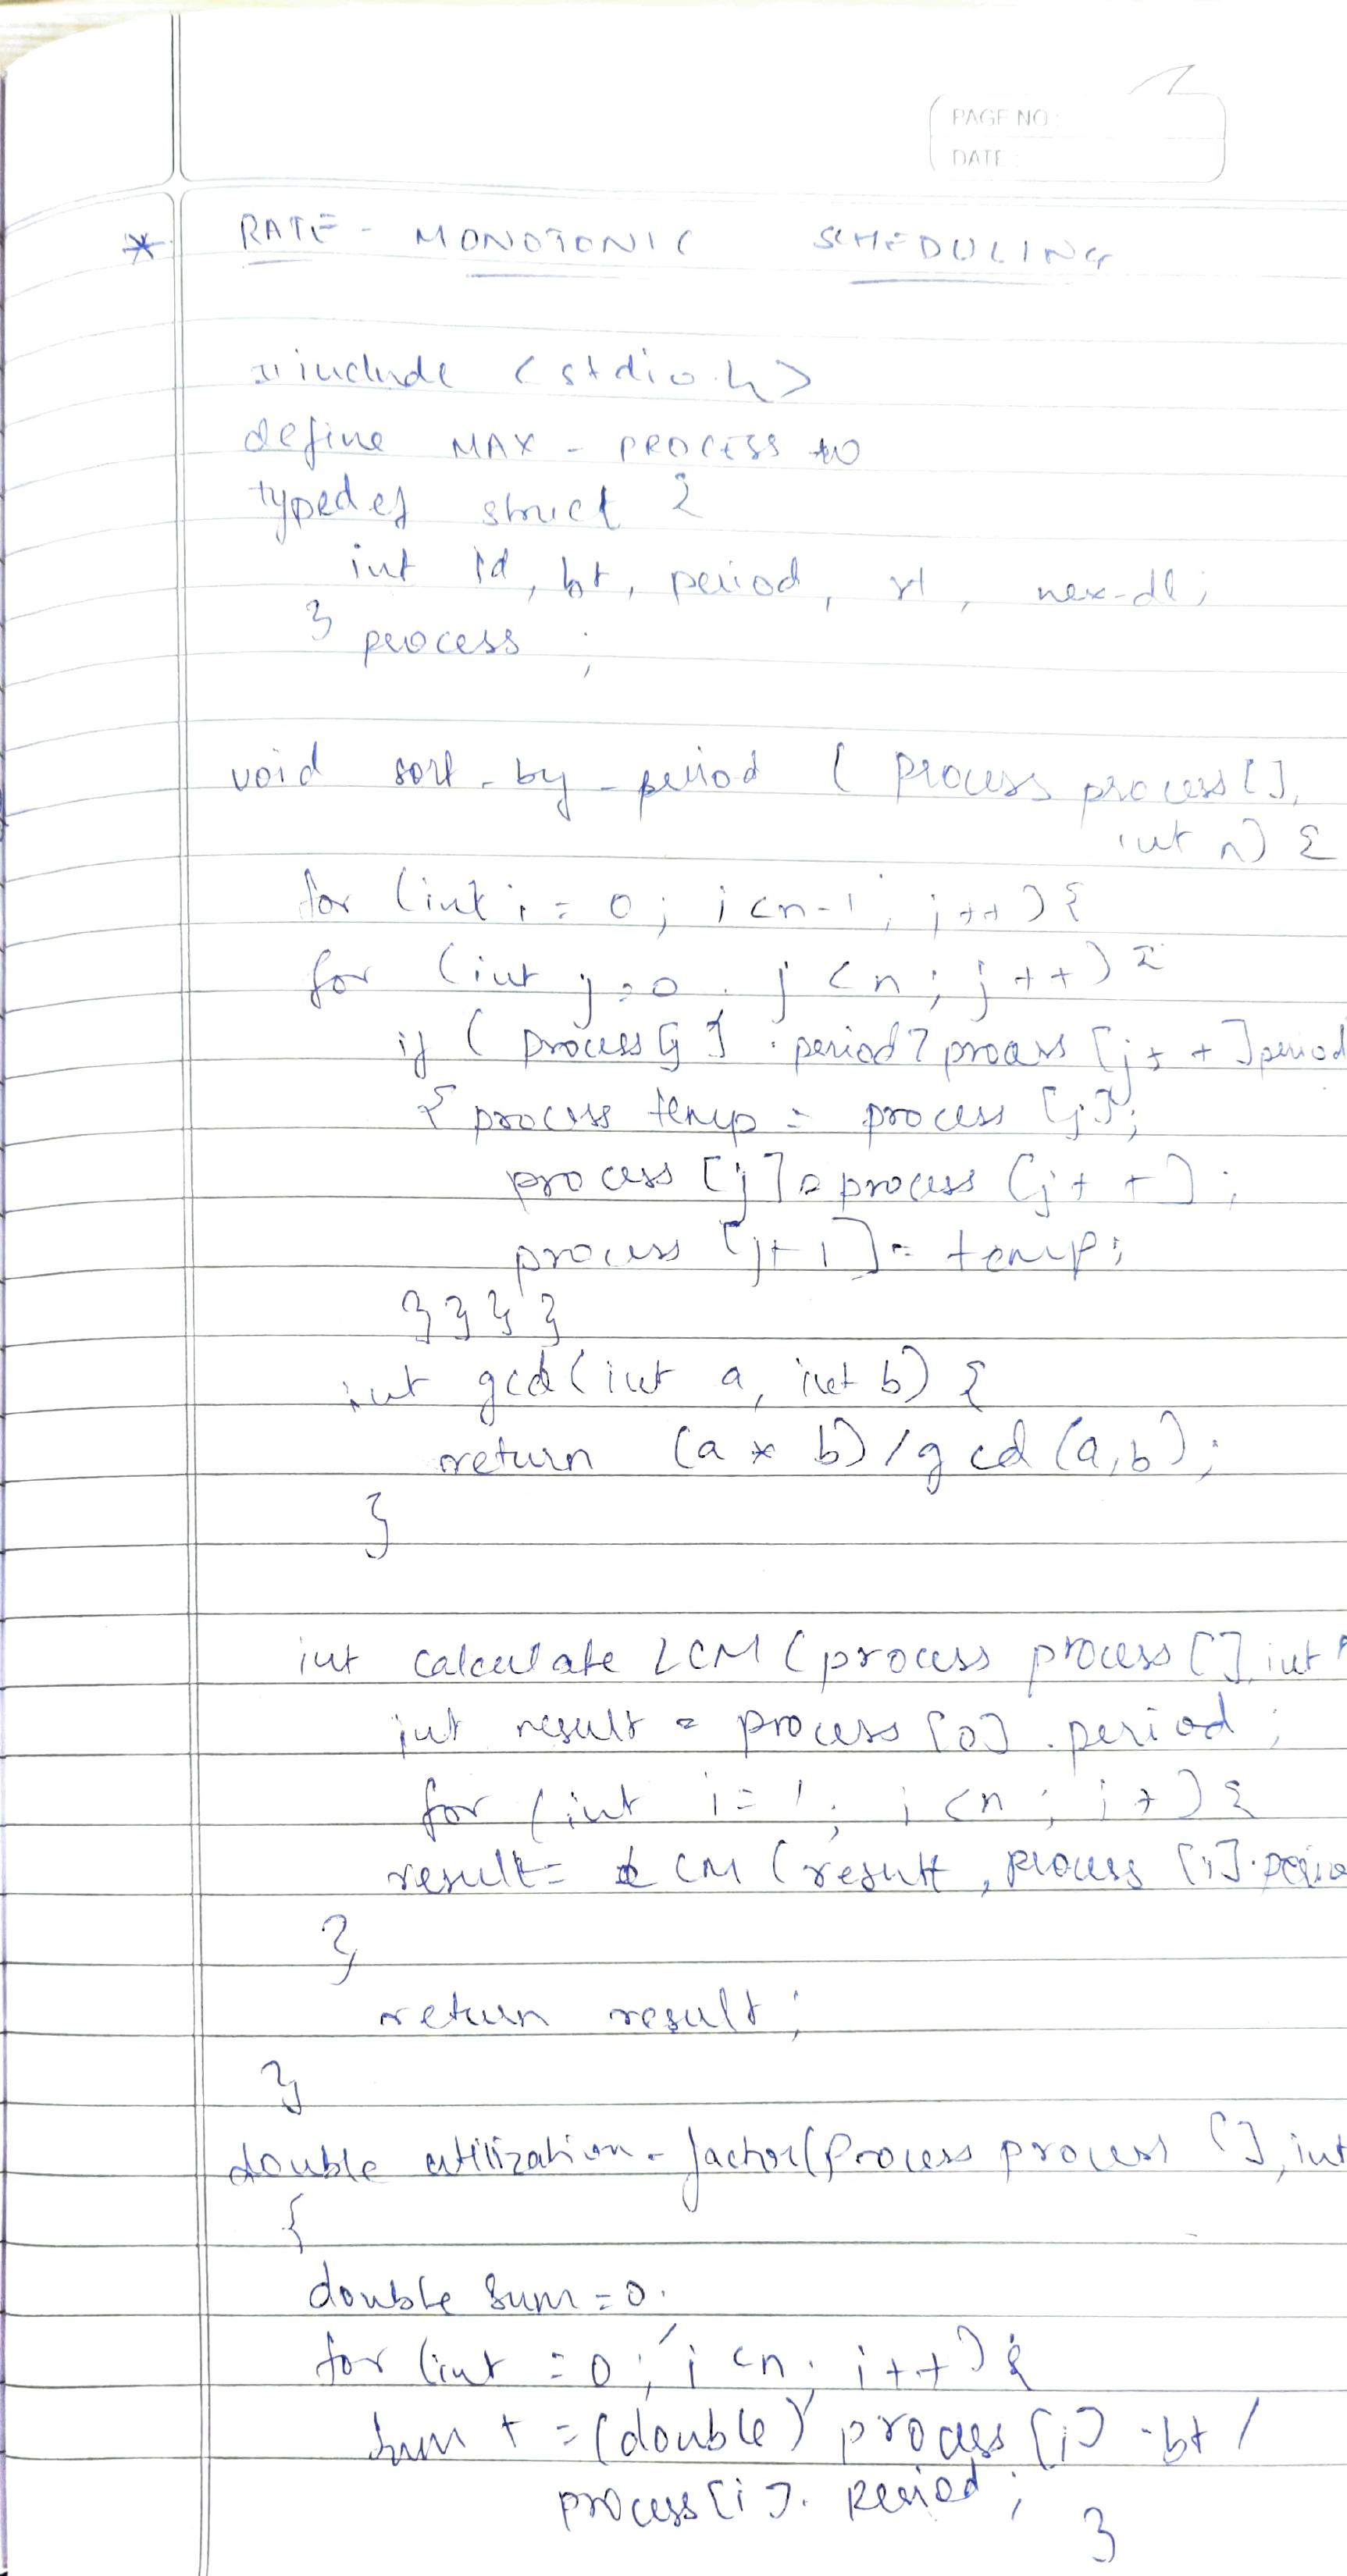 PAGE NO:
DATE:
* RATE - MONOTONIC SCHEDULING
# include <stdio.h>
define MAX - PROCESS 10
typedef struct {
int id, bt, period, rt, nex-dl;
} process ;
void sort - by - period ( Process process [],
int n) {
for (int i = 0; i<n-1; j++) {
for (int j=0; j <n; j++) {
if ( process[j] . period > process [j++] period
{ process temp = process [j];
process [j] = process [j++];
process [j+1] = temp;
}}}}
int gcd (int a, int b) {
return (a * b) / gcd (a,b);
}
int calculate LCM (process process [], int
int result = process [0] . period ;
for (int i = 1; i <n ; i+) {
result = LCM (result , process [i]. perio
}
return result ;
}
double utilization - factor (Process process [], int
{
double sum = 0.
for (int = 0; i <n; i++) {
sum + = (double) process [i] . bt /
process [i]. Period ; }